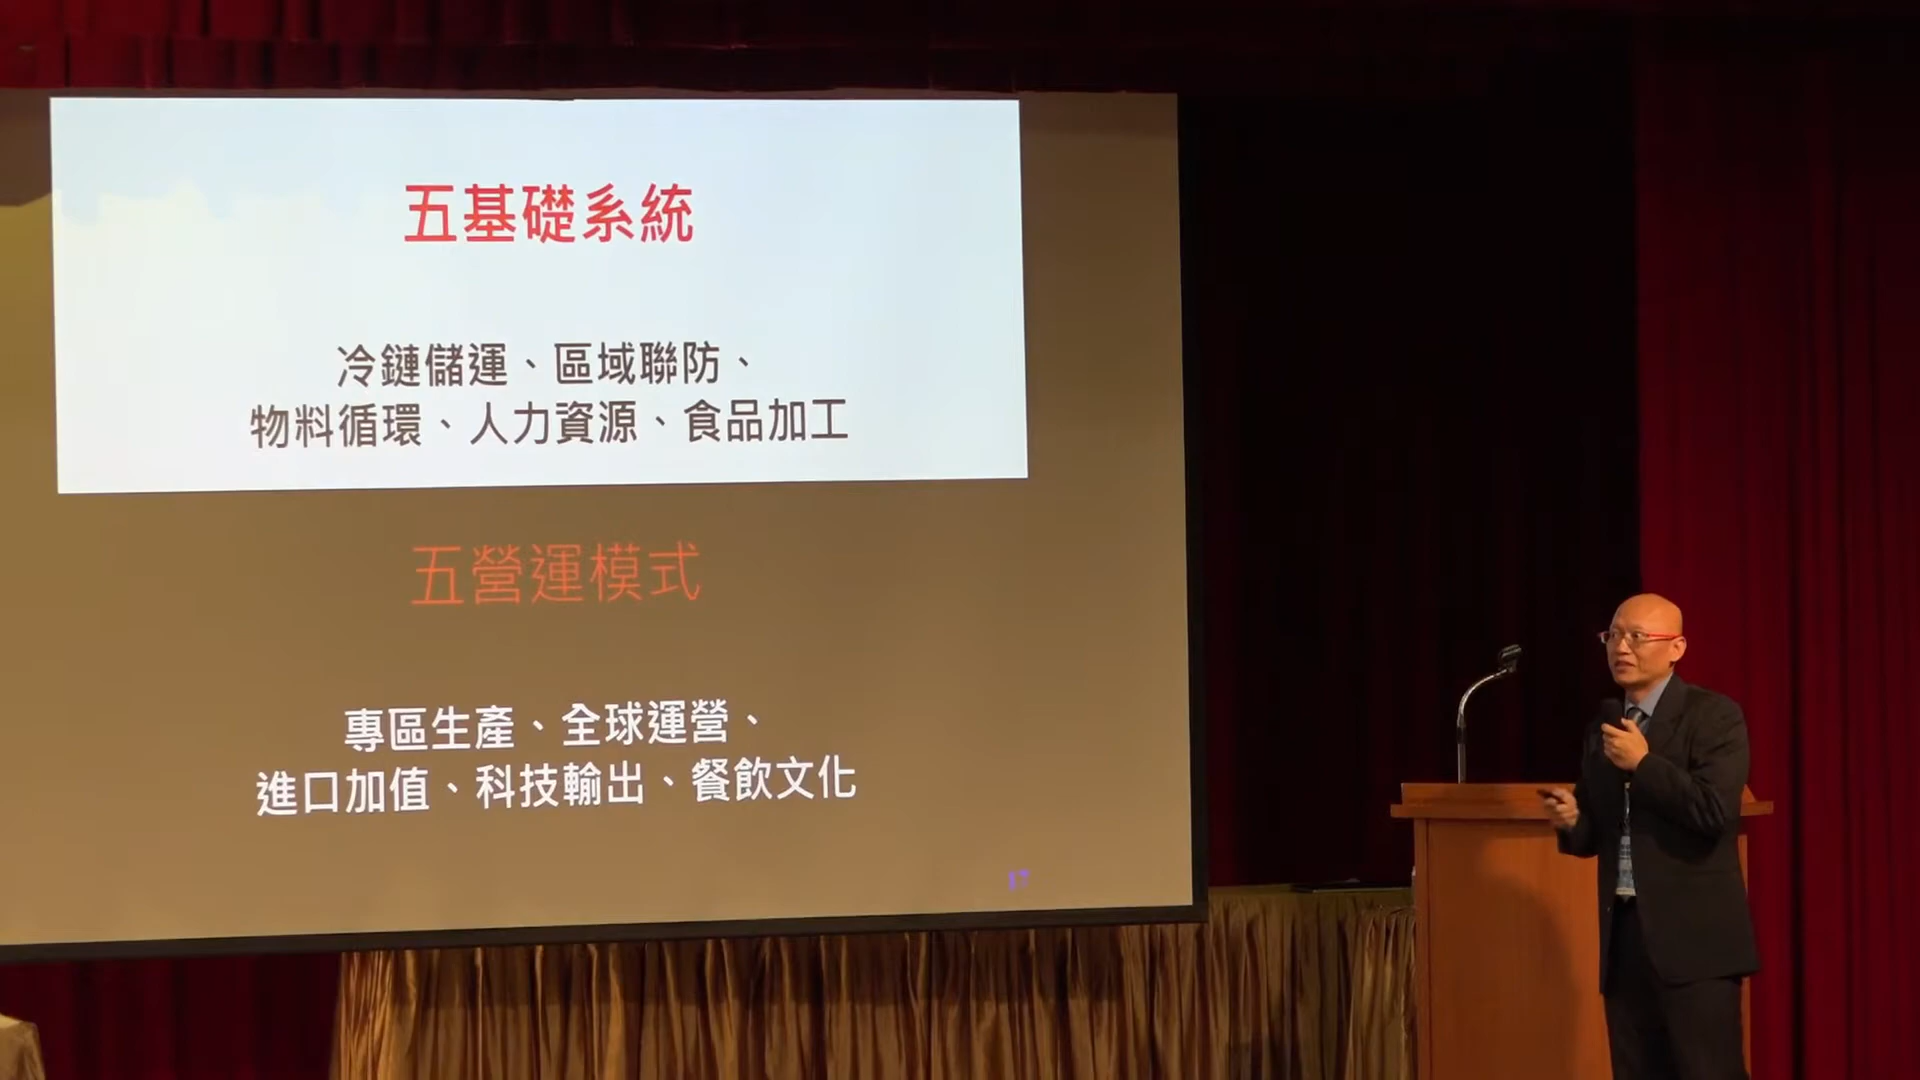 五基礎系統
冷鏈儲運、區域聯防、
物料循環、人力資源、食品加工
五營運模式
專區生產、全球運營、
進口加值、科技輸出、餐飲文化
17